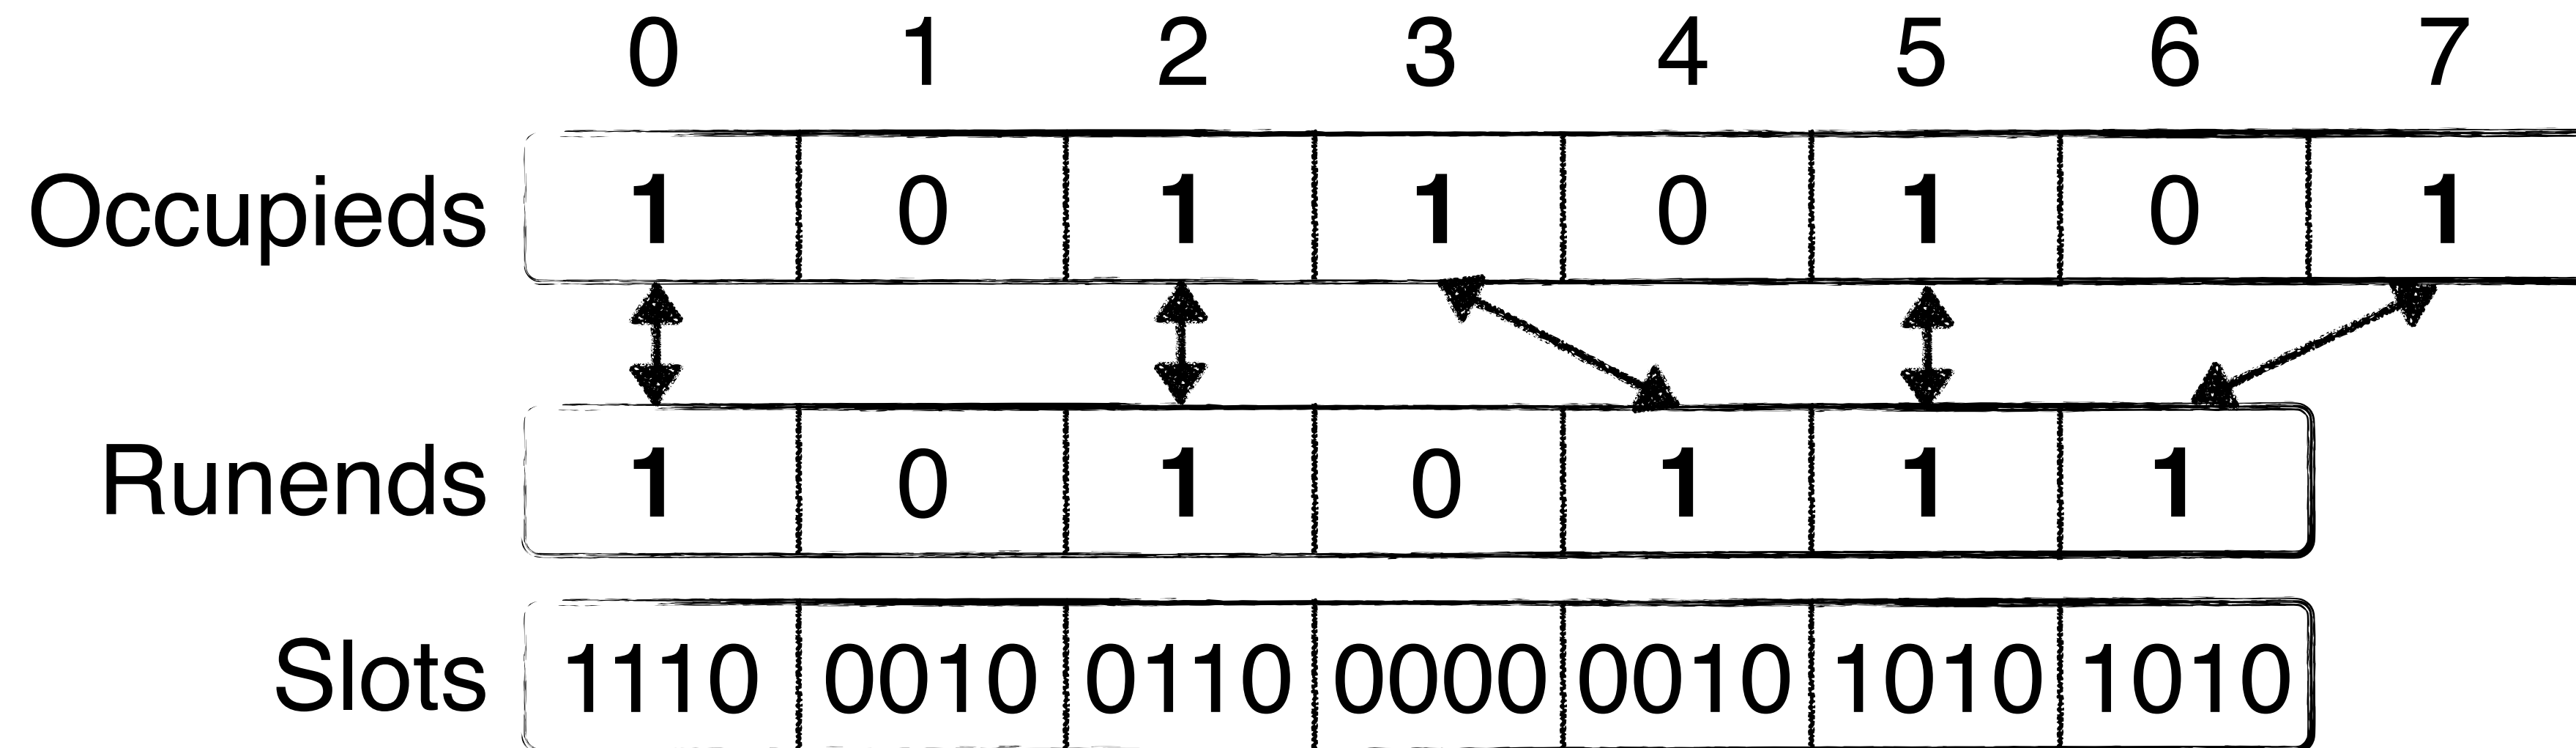 0 1 2 3 4 5 6 7
Occupieds 1 0 1 1 0 1 0 1
Runends 1 0 1 0 1 1 1
Slots 1110 0010 0110 0000 0010 1010 1010